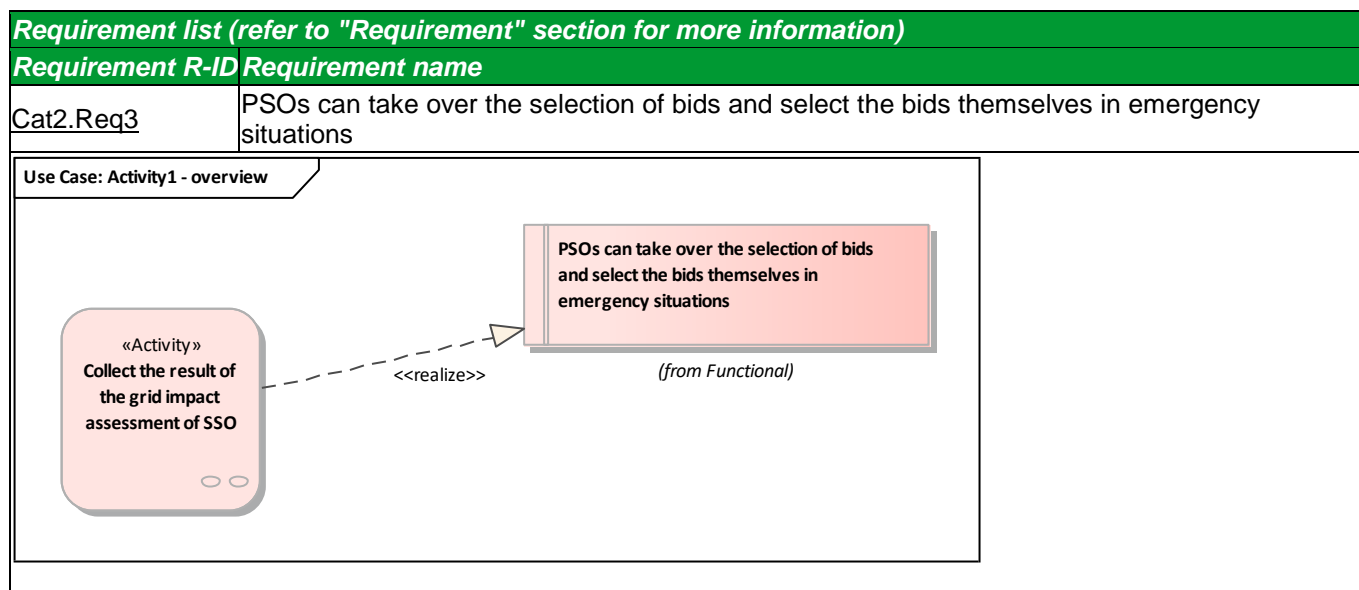 Requirement list (refer to "Requirement" section for more information)
Requirement R-ID Requirement name
Cat2.Req3 PSOs can take over the selection of bids and select the bids themselves in emergency
situations
Use Case: Activity1 - overview
PSOs can take over the selection of bids
and select the bids themselves in
emergency situations
(from Functional)
«Activity»
Collect the result of
the grid impact
assessment of SSO
<<realize>>